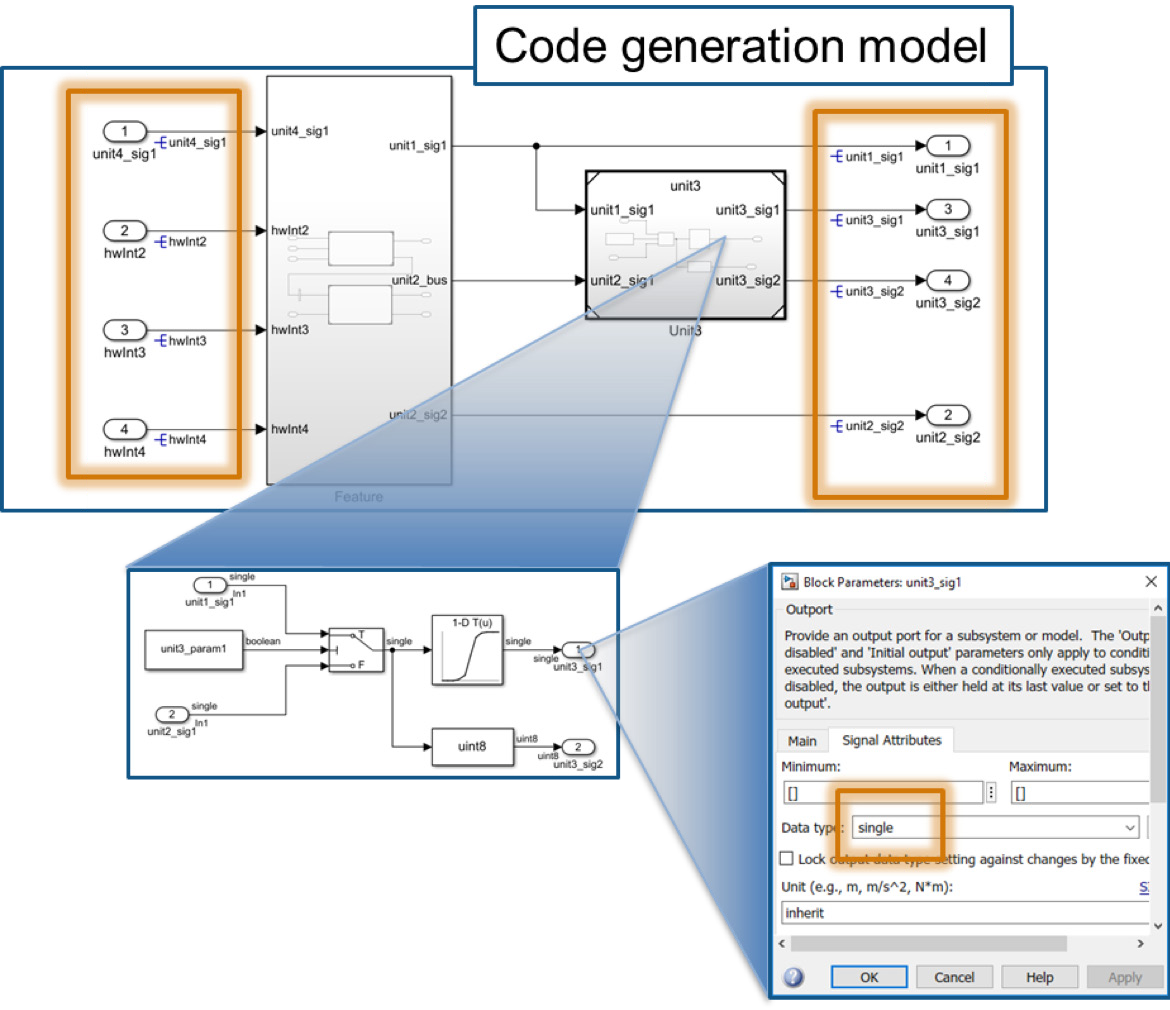 Code generation model
1
unit4_sig1
unit4_sig1
2
hwInt2
hwInt2
3
hwInt3
hwInt3
4
hwInt4
hwInt4
unit4_sig1
hwInt2
hwInt3
hwInt4
unit1_sig1
unit2_bus
unit2_sig2
Feature
unit3
unit1_sig1
unit3_sig1
unit2_sig1
unit3_sig2
Unit3
unit1_sig1
1
unit1_sig1
unit3_sig1
3
unit3_sig1
unit3_sig2
4
unit3_sig2
unit2_sig2
2
unit2_sig2
1
single
In1
unit1_sig1
unit3_param1
boolean
2
single
In1
unit2_sig1
T
F
single
1-D T(u)
single
single
1
unit3_sig1
uint8
uint8
uint8
2
unit3_sig2
Block Parameters: unit3_sig1
Outport
Provide an output port for a subsystem or model. The 'Outp
disabled' and 'Initial output' parameters only apply to conditi
executed subsystems. When a conditionally executed subsys
disabled, the output is either held at its last value or set to th
output'.
Main Signal Attributes
Minimum: Maximum:
[] []
Data type: single
Lock output data type setting against changes by the fixed
Unit (e.g., m, m/s^2, N*m):
inherit
OK Cancel Help Apply